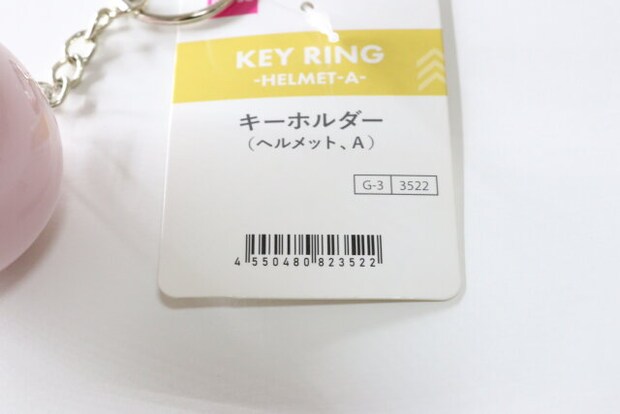 KEY RING
-HELMET-A-
キーホルダー
(ヘルメット、A)
G-3 3522
4 550480 823522